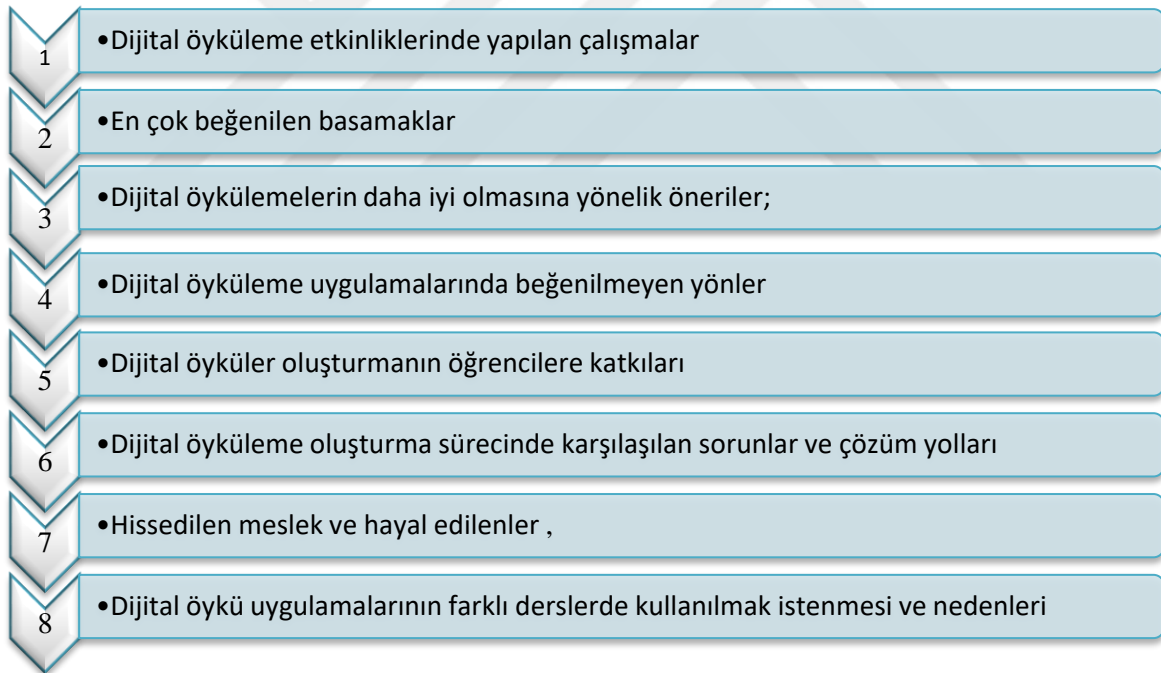 1 •Dijital öyküleme etkinliklerinde yapılan çalışmalar
2 •En çok beğenilen basamaklar
3 •Dijital öykülemelerin daha iyi olmasına yönelik öneriler;
4 •Dijital öyküleme uygulamalarında beğenilmeyen yönler
5 •Dijital öyküler oluşturmanın öğrencilere katkıları
6 •Dijital öyküleme oluşturma sürecinde karşılaşılan sorunlar ve çözüm yolları
7 •Hissedilen meslek ve hayal edilenler ,
8 •Dijital öykü uygulamalarının farklı derslerde kullanılmak istenmesi ve nedenleri